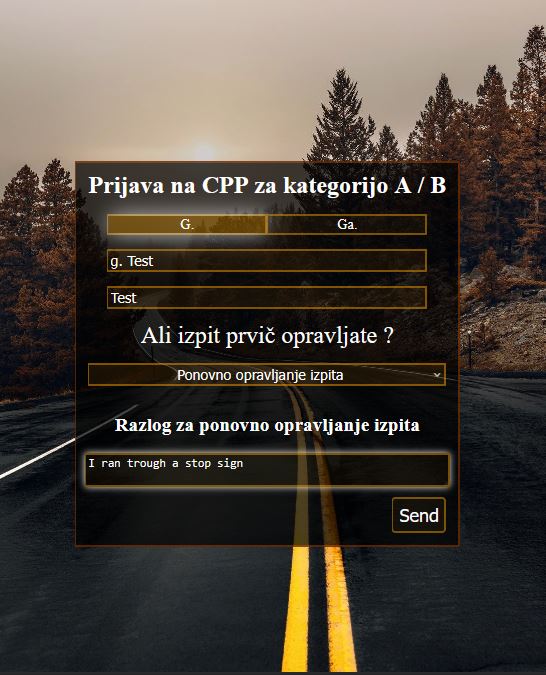 Prijava na CPP za kategorijo A / B
G. Ga.
g. Test
Test
Ali izpit prvič opravljate ?
Ponovno opravljanje izpita
Razlog za ponovno opravljanje izpita
I ran trough a stop sign
Send